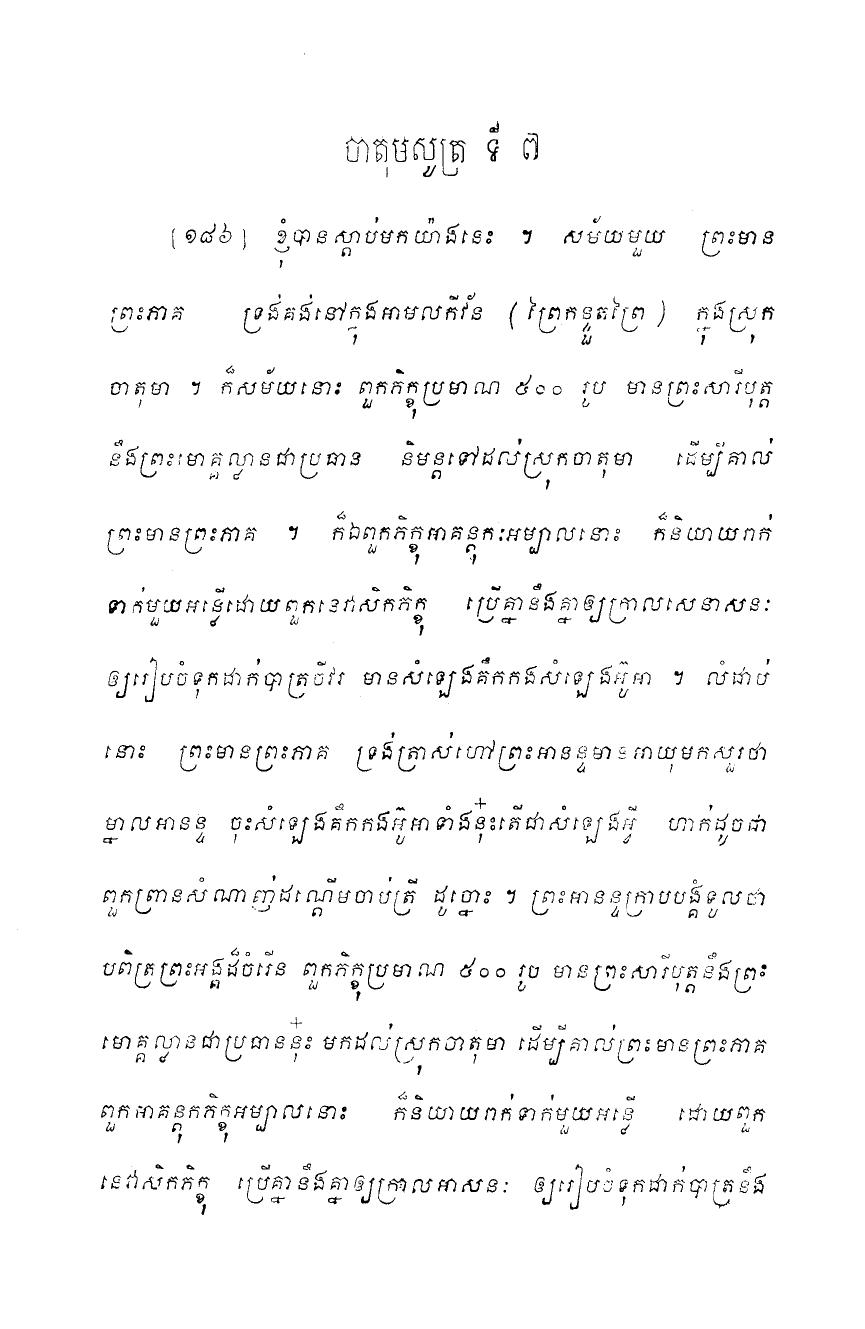 ចាតុមសូត្រ ទី ៧
[១៨៦] ខ្ញុំបានស្តាប់មកយ៉ាងនេះ ។ សម័យមួយ ព្រះមាន
ព្រះភាគ ទ្រង់គង់នៅក្នុងអាមលកីវ័ន (ព្រៃកន្ទួតព្រៃ) ក្នុងស្រុក
ចាតុមា ។ ក៏សម័យនោះ ពួកភិក្ខុប្រមាណ ៥០០ រូប មានព្រះសារីបុត្ត
នឹងព្រះមោគ្គល្លានជាប្រធាន និមន្តទៅដល់ស្រុកចាតុមា ដើម្បីគាល់
ព្រះមានព្រះភាគ ។ ក៏ឯពួកភិក្ខុអាគន្តុកៈអម្បាលនោះ ក៏និយាយពាក់
ទាក់មួយអន្លើដោយពួកនេវាសិកភិក្ខុ ប្រើគ្នានឹងគ្នាឲ្យក្រាលសេនាសនៈ
ឲ្យរៀបចំទុកដាក់បាត្រចីវរ មានសំឡេងគឹកកងសំឡេងអ៊ូអា ។ លំដាប់
នោះ ព្រះមានព្រះភាគ ទ្រង់ត្រាស់ហៅព្រះអានន្ទមានអាយុមកសួរថា
ម្នាលអានន្ទ ចុះសំឡេងគឹកកងអ៊ូអាទាំងនុ៎ះតើជាសំឡេងអ្វី ហាក់ដូចជា
ពួកព្រានសំណាញ់ដណ្តើមចាប់ត្រី ដូច្នោះ ។ ព្រះអានន្ទក្រាបបង្គំទូលថា
បពិត្រព្រះអង្គដ៏ចំរើន ពួកភិក្ខុប្រមាណ ៥០០ រូប មានព្រះសារីបុត្តនឹងព្រះ
មោគ្គល្លានជាប្រធាននុ៎ះ មកដល់ស្រុកចាតុមា ដើម្បីគាល់ព្រះមានព្រះភាគ
ពួកអាគន្តុកភិក្ខុអម្បាលនោះ ក៏និយាយពាក់ទាក់មួយអន្លើ ដោយពួក
នេវាសិកភិក្ខុ ប្រើគ្នានឹងគ្នាឲ្យក្រាលអាសនៈ ឲ្យរៀបចំទុកដាក់បាត្រនឹង